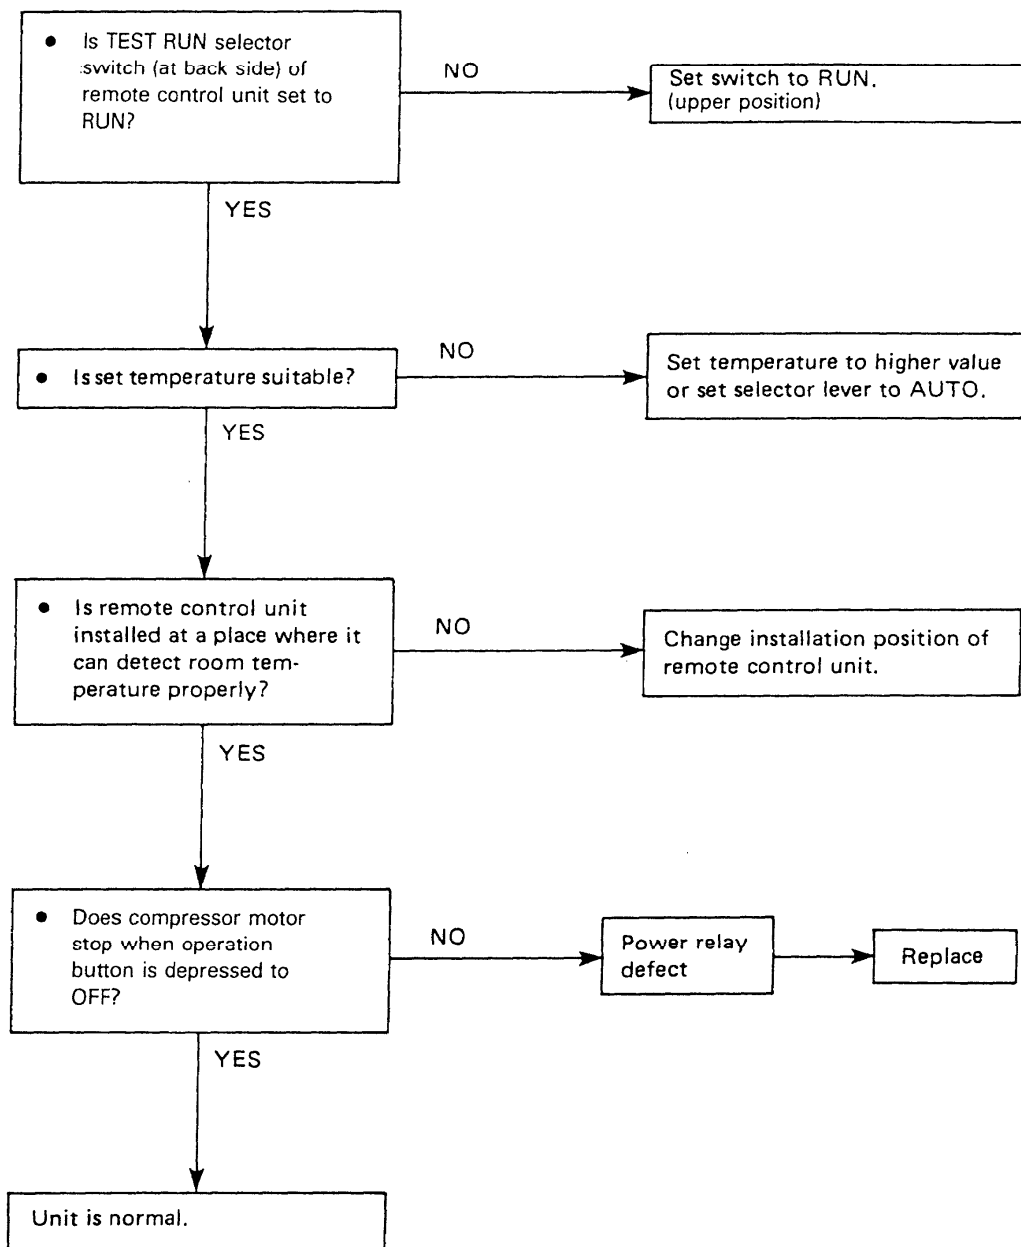 • Is TEST RUN selector
switch (at back side) of
remote control unit set to
RUN?
NO
Set switch to RUN.
(upper position)
YES
• Is set temperature suitable?
NO
Set temperature to higher value
or set selector lever to AUTO.
YES
• Is remote control unit
installed at a place where it
can detect room tem-
perature properly?
NO
Change installation position of
remote control unit.
YES
• Does compressor motor
stop when operation
button is depressed to
OFF?
NO
Power relay
defect
Replace
YES
Unit is normal.